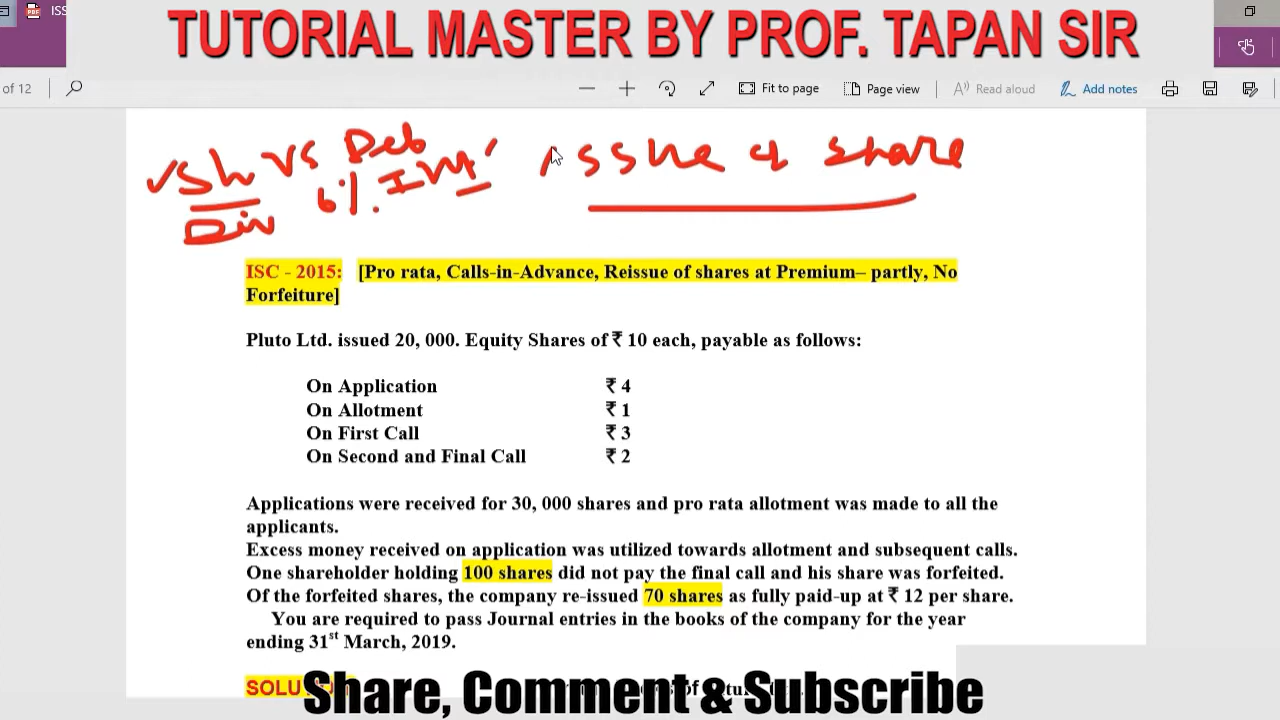 TUTORIAL MASTER BY PROF. TAPAN SIR
of 12
Fit to page
Page view
Read aloud
Add notes
Sh vs Deb Issue of share
Div 6%. Int
ISC - 2015: [Pro rata, Calls-in-Advance, Reissue of shares at Premium– partly, No
Forfeiture]
Pluto Ltd. issued 20, 000. Equity Shares of ₹ 10 each, payable as follows:
On Application ₹ 4
On Allotment ₹ 1
On First Call ₹ 3
On Second and Final Call ₹ 2
Applications were received for 30, 000 shares and pro rata allotment was made to all the
applicants.
Excess money received on application was utilized towards allotment and subsequent calls.
One shareholder holding 100 shares did not pay the final call and his share was forfeited.
Of the forfeited shares, the company re-issued 70 shares as fully paid-up at ₹ 12 per share.
You are required to pass Journal entries in the books of the company for the year
ending 31st March, 2019.
Share, Comment & Subscribe